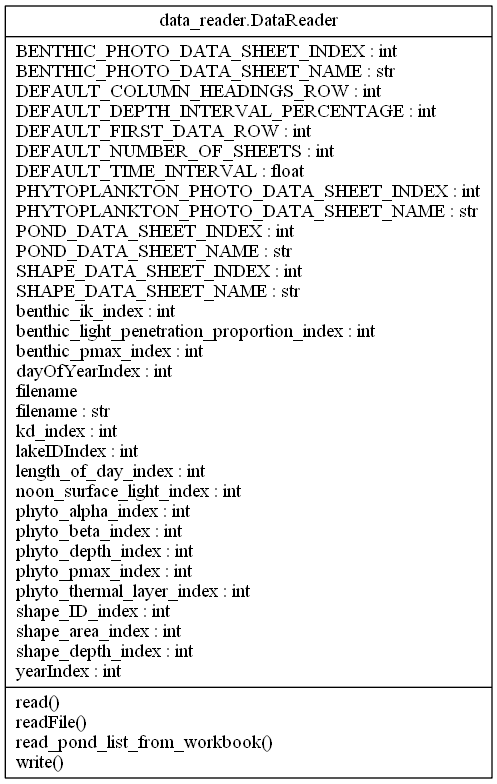 data_reader.DataReader
BENTHIC_PHOTO_DATA_SHEET_INDEX : int
BENTHIC_PHOTO_DATA_SHEET_NAME : str
DEFAULT_COLUMN_HEADINGS_ROW : int
DEFAULT_DEPTH_INTERVAL_PERCENTAGE : int
DEFAULT_FIRST_DATA_ROW : int
DEFAULT_NUMBER_OF_SHEETS : int
DEFAULT_TIME_INTERVAL : float
PHYTOPLANKTON_PHOTO_DATA_SHEET_INDEX : int
PHYTOPLANKTON_PHOTO_DATA_SHEET_NAME : str
POND_DATA_SHEET_INDEX : int
POND_DATA_SHEET_NAME : str
SHAPE_DATA_SHEET_INDEX : int
SHAPE_DATA_SHEET_NAME : str
benthic_ik_index : int
benthic_light_penetration_proportion_index : int
benthic_pmax_index : int
dayOfYearIndex : int
filename
filename : str
kd_index : int
lakeIDIndex : int
length_of_day_index : int
noon_surface_light_index : int
phyto_alpha_index : int
phyto_beta_index : int
phyto_depth_index : int
phyto_pmax_index : int
phyto_thermal_layer_index : int
shape_ID_index : int
shape_area_index : int
shape_depth_index : int
yearIndex : int
read()
readFile()
read_pond_list_from_workbook()
write()